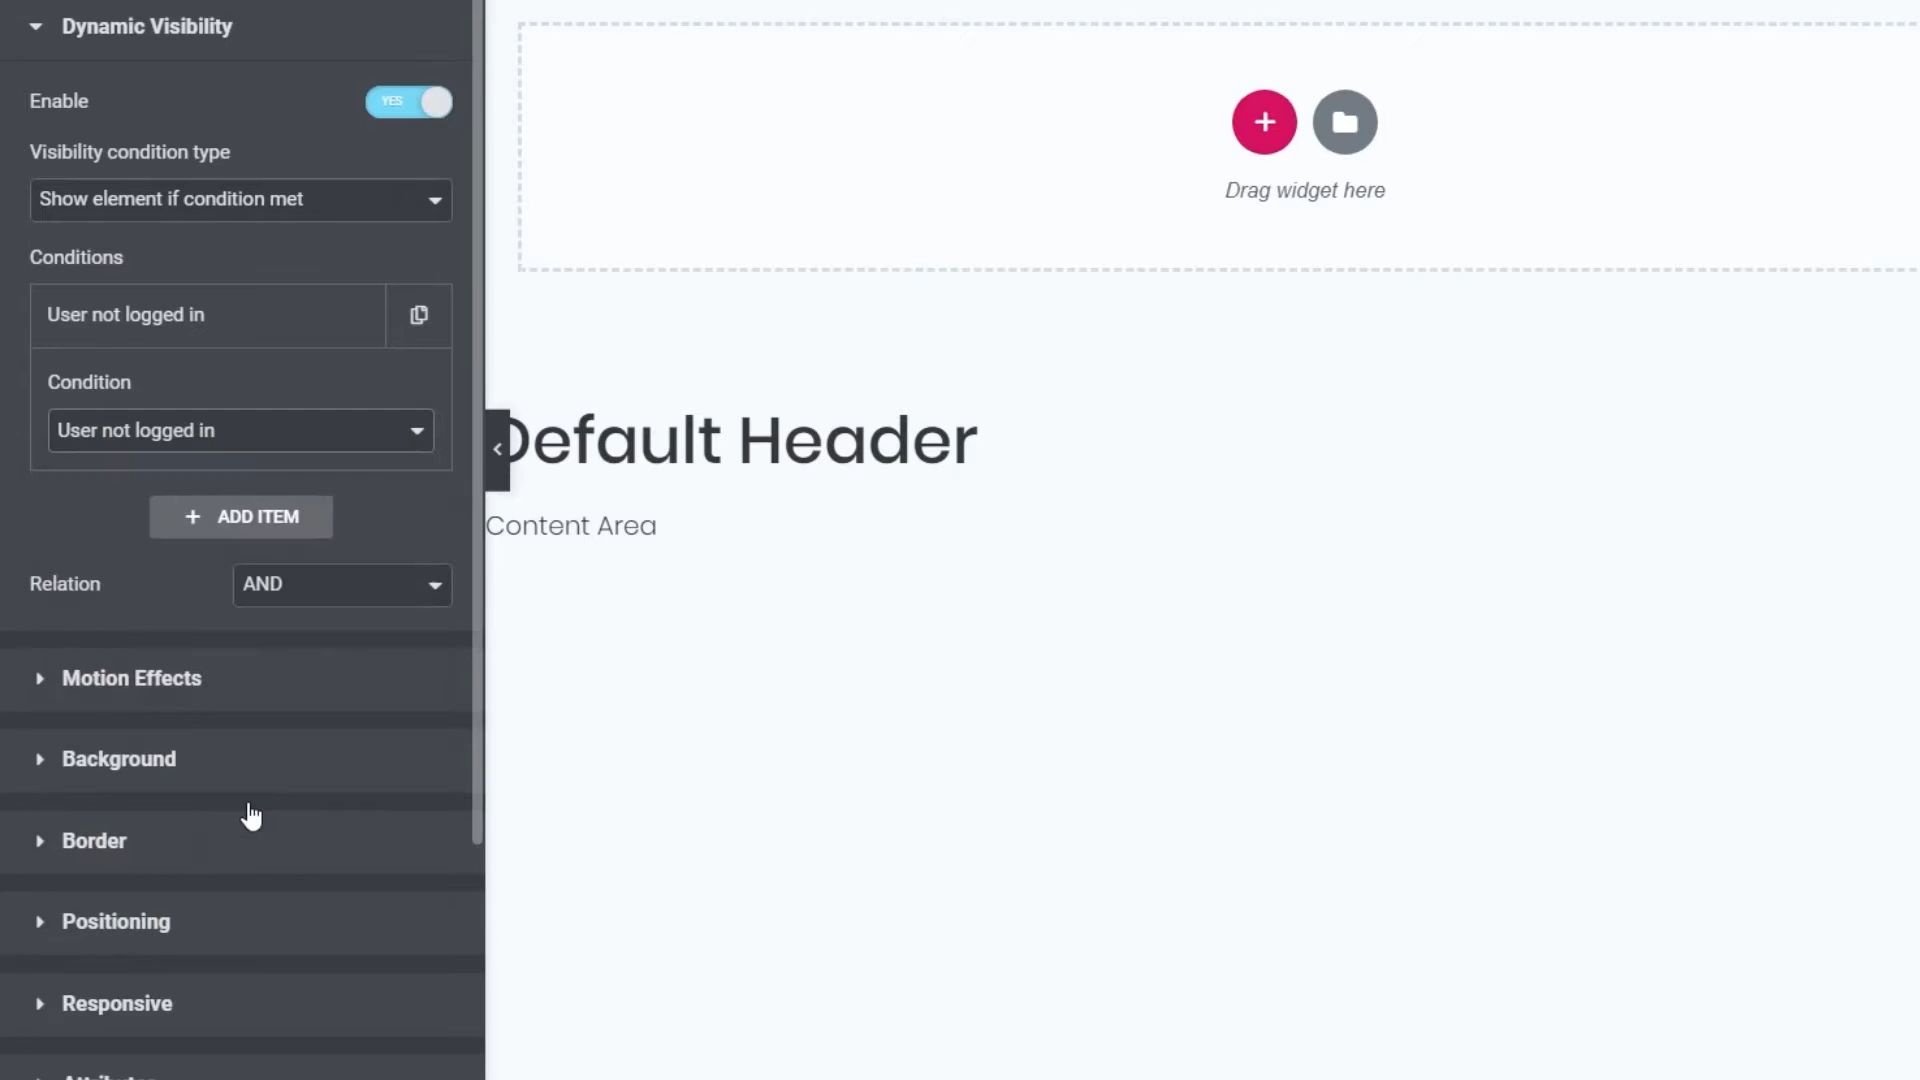 Dynamic Visibility
Enable
YES
Visibility condition type
Show element if condition met
Conditions
User not logged in
Condition
User not logged in
+ ADD ITEM
Relation
AND
Motion Effects
Background
Border
Positioning
Responsive
Drag widget here
Default Header
Content Area